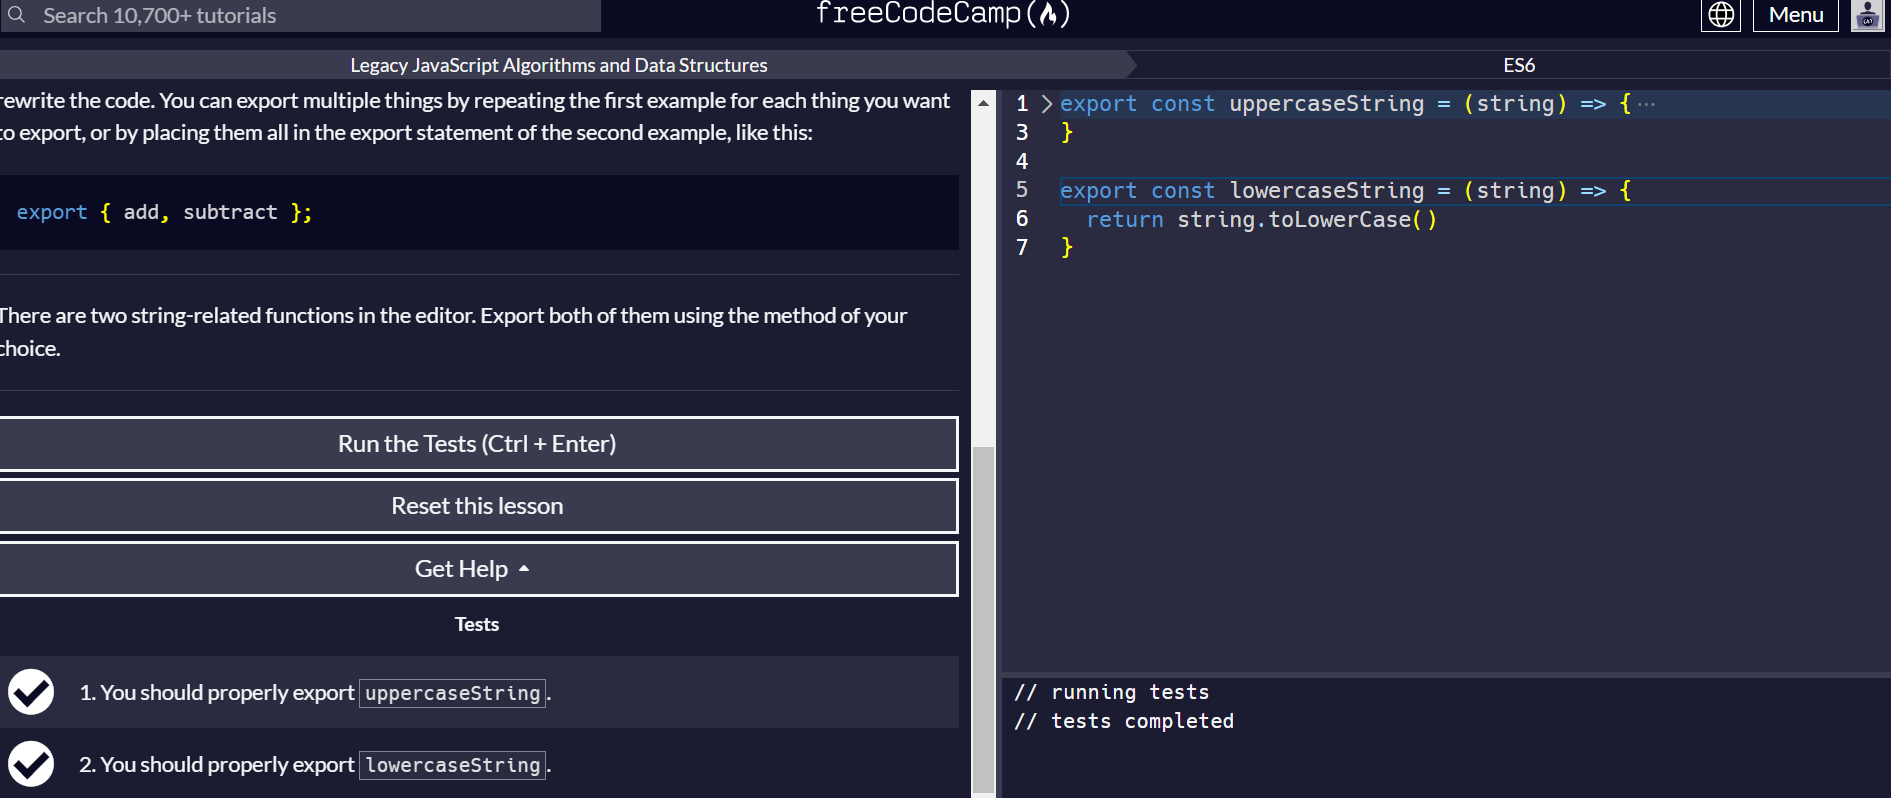 Search 10,700+ tutorials
freeCodeCamp(🔥)
Menu
Legacy JavaScript Algorithms and Data Structures
ES6
rewrite the code. You can export multiple things by repeating the first example for each thing you want
to export, or by placing them all in the export statement of the second example, like this:
export { add, subtract };
There are two string-related functions in the editor. Export both of them using the method of your
choice.
Run the Tests (Ctrl + Enter)
Reset this lesson
Get Help
Tests
1. You should properly export uppercaseString.
2. You should properly export lowercaseString.
1 export const uppercaseString = (string) => { ···
3 }
4
5 export const lowercaseString = (string) => {
6 return string.toLowerCase()
7 }
// running tests
// tests completed